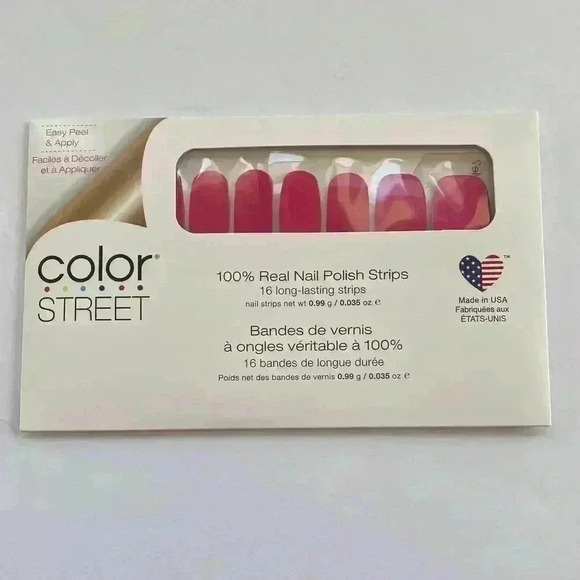 Easy Peel
& Apply
Faciles à Décoller
et à Appliquer
color®
STREET
100% Real Nail Polish Strips
16 long-lasting strips
nail strips net wt 0.99 g / 0.035 oz. ℮
Bandes de vernis
à ongles véritable à 100%
16 bandes de longue durée
Poids net des bandes de vernis 0.99 g / 0.035 oz. ℮
™
Made in USA
Fabriquées aux
ÉTATS-UNIS